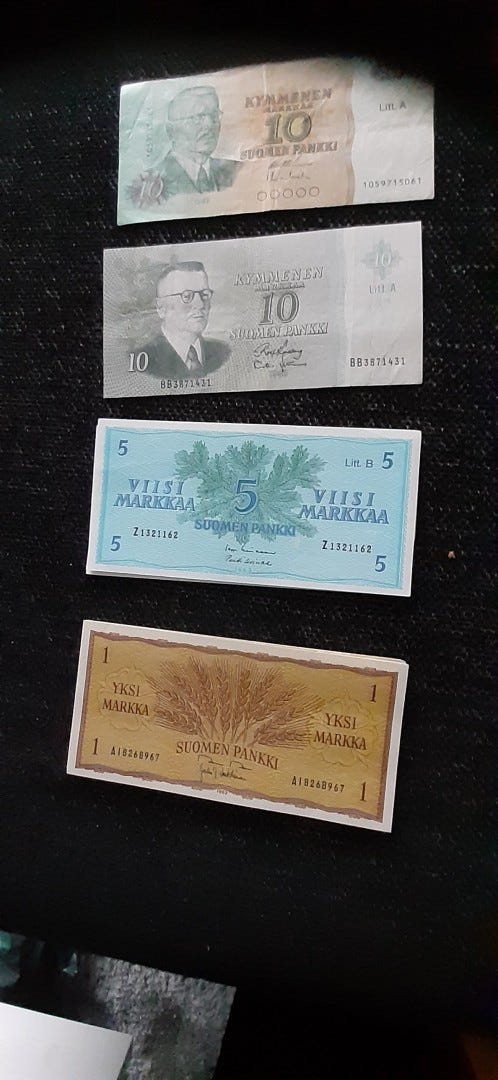 KYMMENEN
MARKKAA
10
SUOMEN PANKKI
Litt. A
10
1059715061
KYMMENEN
MARKKAA
10
SUOMEN PANKKI
10
Litt. A
10
BB3871431
BB3871431
5
Litt. B 5
VIISI
MARKKAA
5
VIISI
MARKKAA
SUOMEN PANKKI
Z1321162
Z1321162
5
5
1963
1
1
YKSI
MARKKA
YKSI
MARKKA
SUOMEN PANKKI
1
A18268967
A18268967
1
1963